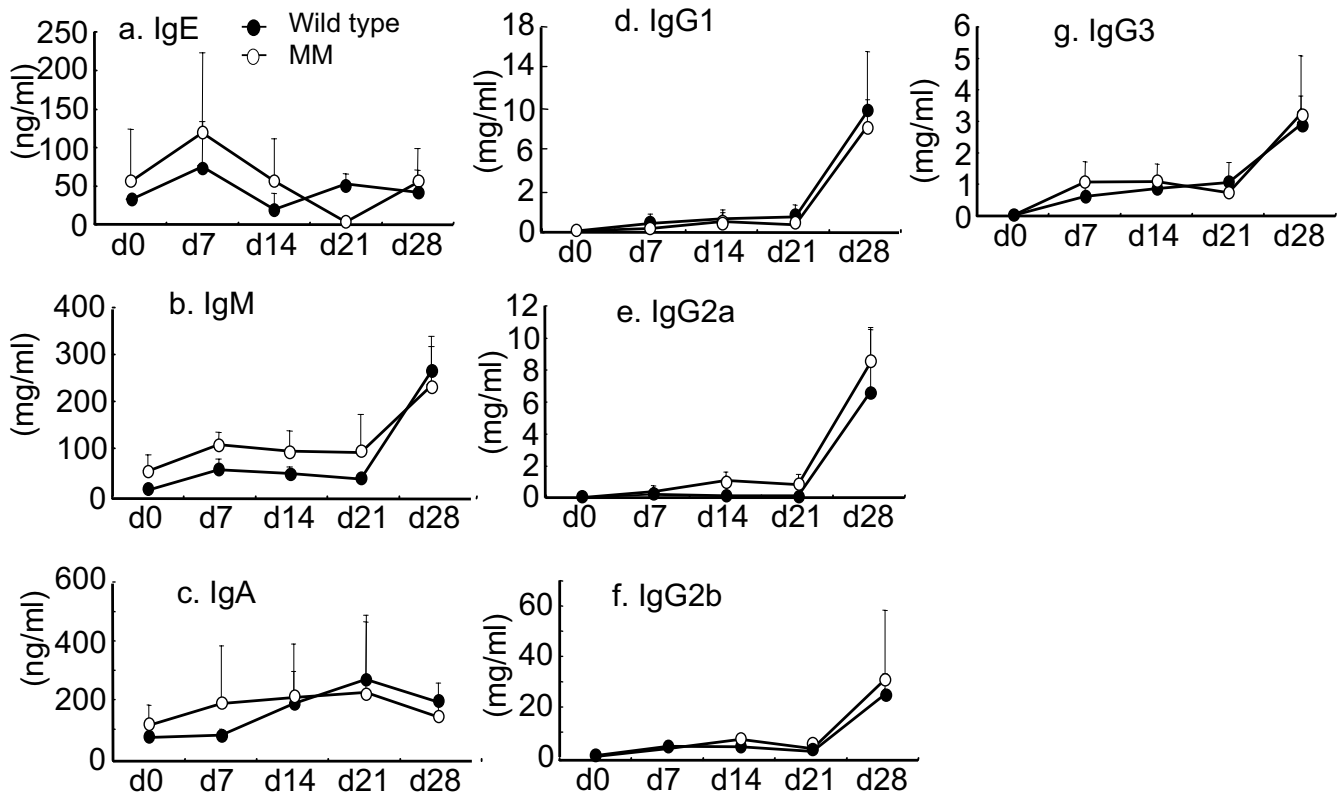 a. IgE
Wild type
MM
(ng/ml)
250
200
150
100
50
0
d0 d7 d14 d21 d28
b. IgM
(mg/ml)
400
300
200
100
0
d0 d7 d14 d21 d28
c. IgA
(ng/ml)
600
400
200
0
d0 d7 d14 d21 d28
d. IgG1
(mg/ml)
18
14
10
6
2
0
d0 d7 d14 d21 d28
e. IgG2a
(mg/ml)
12
10
8
6
4
2
0
d0 d7 d14 d21 d28
f. IgG2b
(mg/ml)
60
40
20
0
d0 d7 d14 d21 d28
g. IgG3
(mg/ml)
6
5
4
3
2
1
0
d0 d7 d14 d21 d28